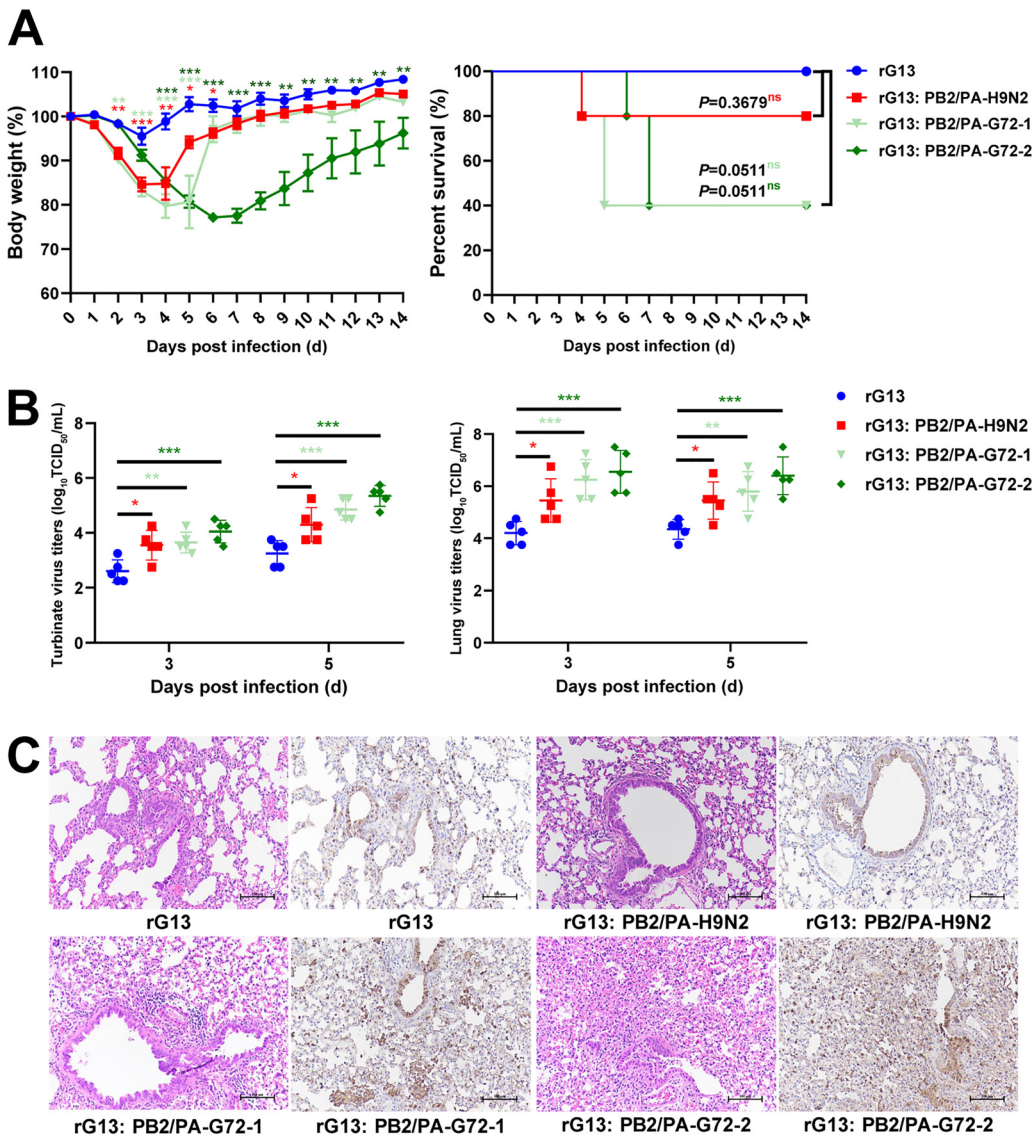 A
Body weight (%)
110
100
90
80
70
60
** ** *** *** *** *** *** *** * *** * *** *** ** ** ** ** ** **
0 1 2 3 4 5 6 7 8 9 10 11 12 13 14
Days post infection (d)
Percent survival (%)
100
80
60
40
20
0
P=0.3679ns
P=0.0511ns
P=0.0511ns
0 1 2 3 4 5 6 7 8 9 10 11 12 13 14
Days post infection (d)
rG13
rG13: PB2/PA-H9N2
rG13: PB2/PA-G72-1
rG13: PB2/PA-G72-2
B
Turbinate virus titers (log10TCID50/mL)
8
6
4
2
0
***
**
*
***
***
*
3 5
Days post infection (d)
Lung virus titers (log10TCID50/mL)
8
6
4
2
0
***
***
*
***
**
*
3 5
Days post infection (d)
rG13
rG13: PB2/PA-H9N2
rG13: PB2/PA-G72-1
rG13: PB2/PA-G72-2
C
rG13 rG13 rG13: PB2/PA-H9N2 rG13: PB2/PA-H9N2
rG13: PB2/PA-G72-1 rG13: PB2/PA-G72-1 rG13: PB2/PA-G72-2 rG13: PB2/PA-G72-2